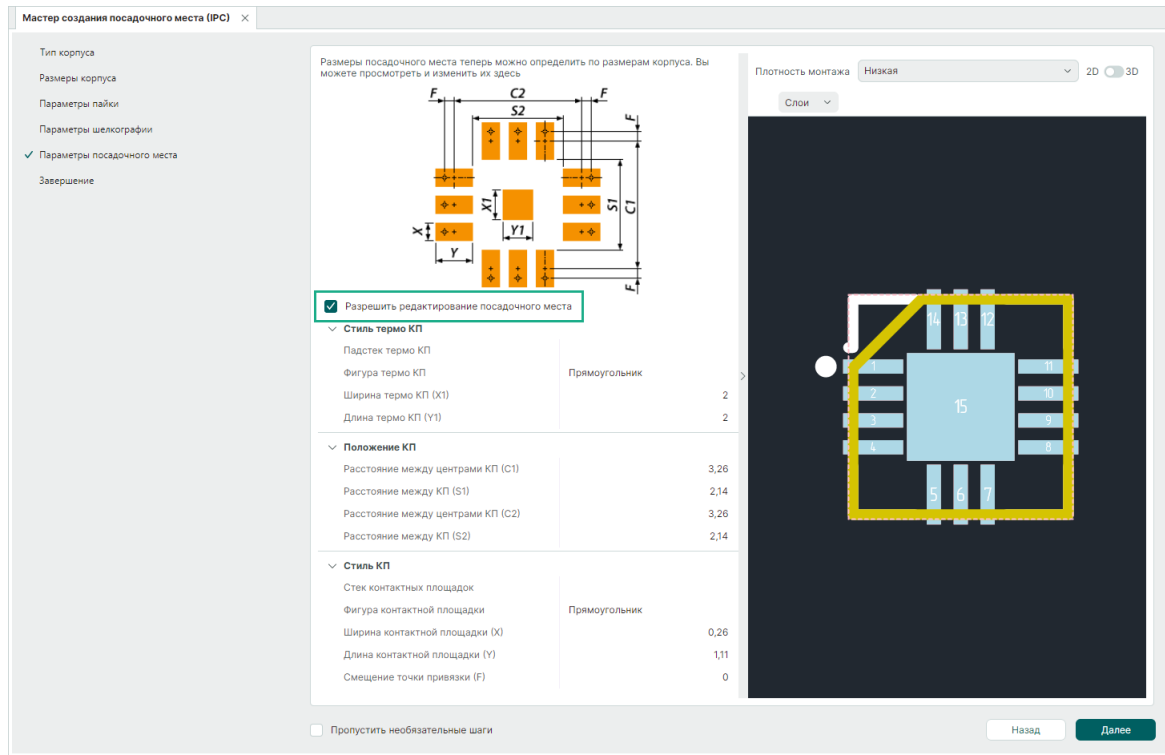 Мастер создания посадочного места (IPC)
Тип корпуса
Размеры корпуса
Параметры пайки
Параметры шелкографии
Параметры посадочного места
Завершение
Размеры посадочного места теперь можно определить по размерам корпуса. Вы
можете просмотреть и изменить их здесь
F C2 F
S2
F
X1
S1
C1
X
Y1
Y
F
Разрешить редактирование посадочного места
Стиль термо КП
Падстек термо КП
Фигура термо КП Прямоугольник
Ширина термо КП (X1) 2
Длина термо КП (Y1) 2
Положение КП
Расстояние между центрами КП (C1) 3,26
Расстояние между КП (S1) 2,14
Расстояние между центрами КП (C2) 3,26
Расстояние между КП (S2) 2,14
Стиль КП
Стек контактных площадок
Фигура контактной площадки Прямоугольник
Ширина контактной площадки (X) 0,26
Длина контактной площадки (Y) 1,11
Смещение точки привязки (F) 0
Плотность монтажа Низкая 2D 3D
Слои
14 13 12
1 11
2 10
15
3 9
4 8
5 6 7
Пропустить необязательные шаги
Назад Далее